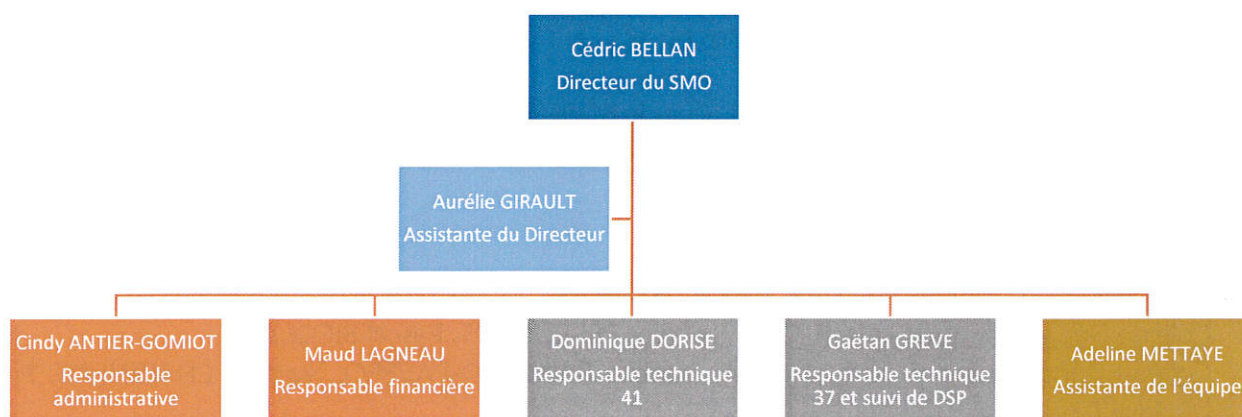 Cédric BELLAN
Directeur du SMO
Aurélie GIRAULT
Assistante du Directeur
Cindy ANTIER-GOMIOT
Responsable
administrative
Maud LAGNEAU
Responsable financière
Dominique DORISE
Responsable technique
41
Gaëtan GREVE
Responsable technique
37 et suivi de DSP
Adeline METTAYE
Assistante de l'équipe